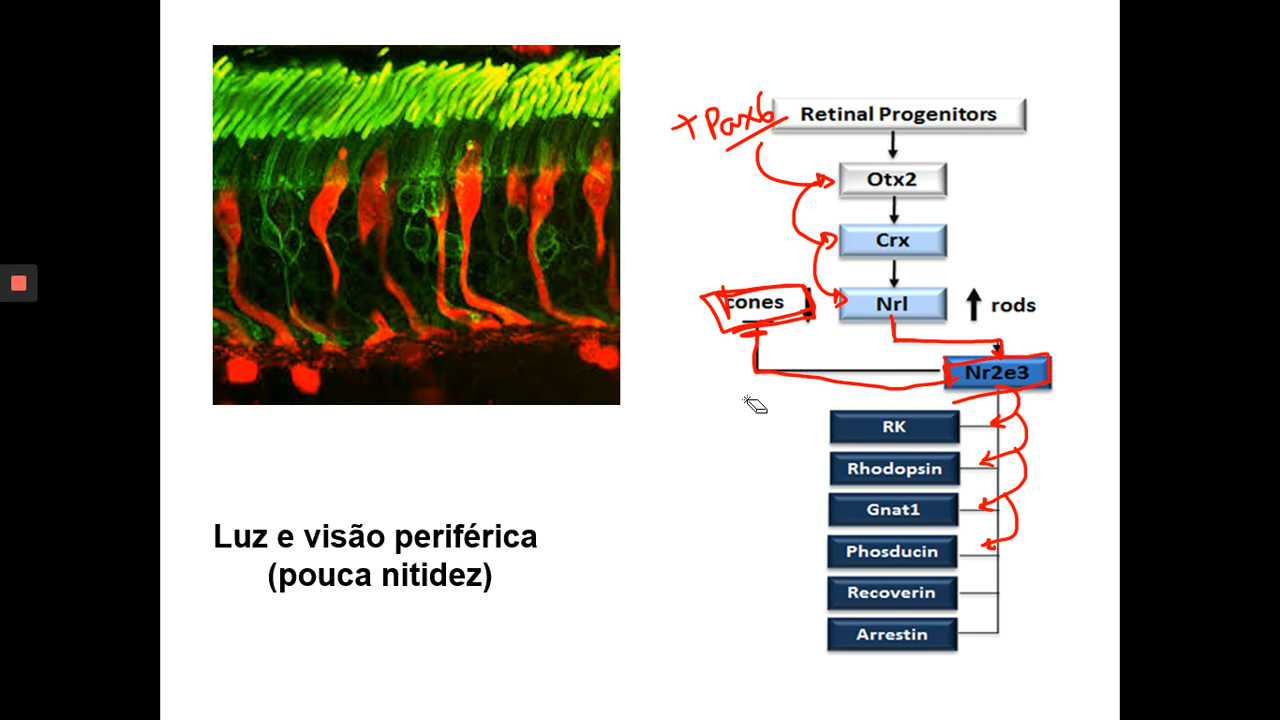 +Pax6
Retinal Progenitors
Otx2
Crx
cones
Nrl
rods
Nr2e3
RK
Rhodopsin
Gnat1
Phosducin
Recoverin
Arrestin
Luz e visão periférica
(pouca nitidez)